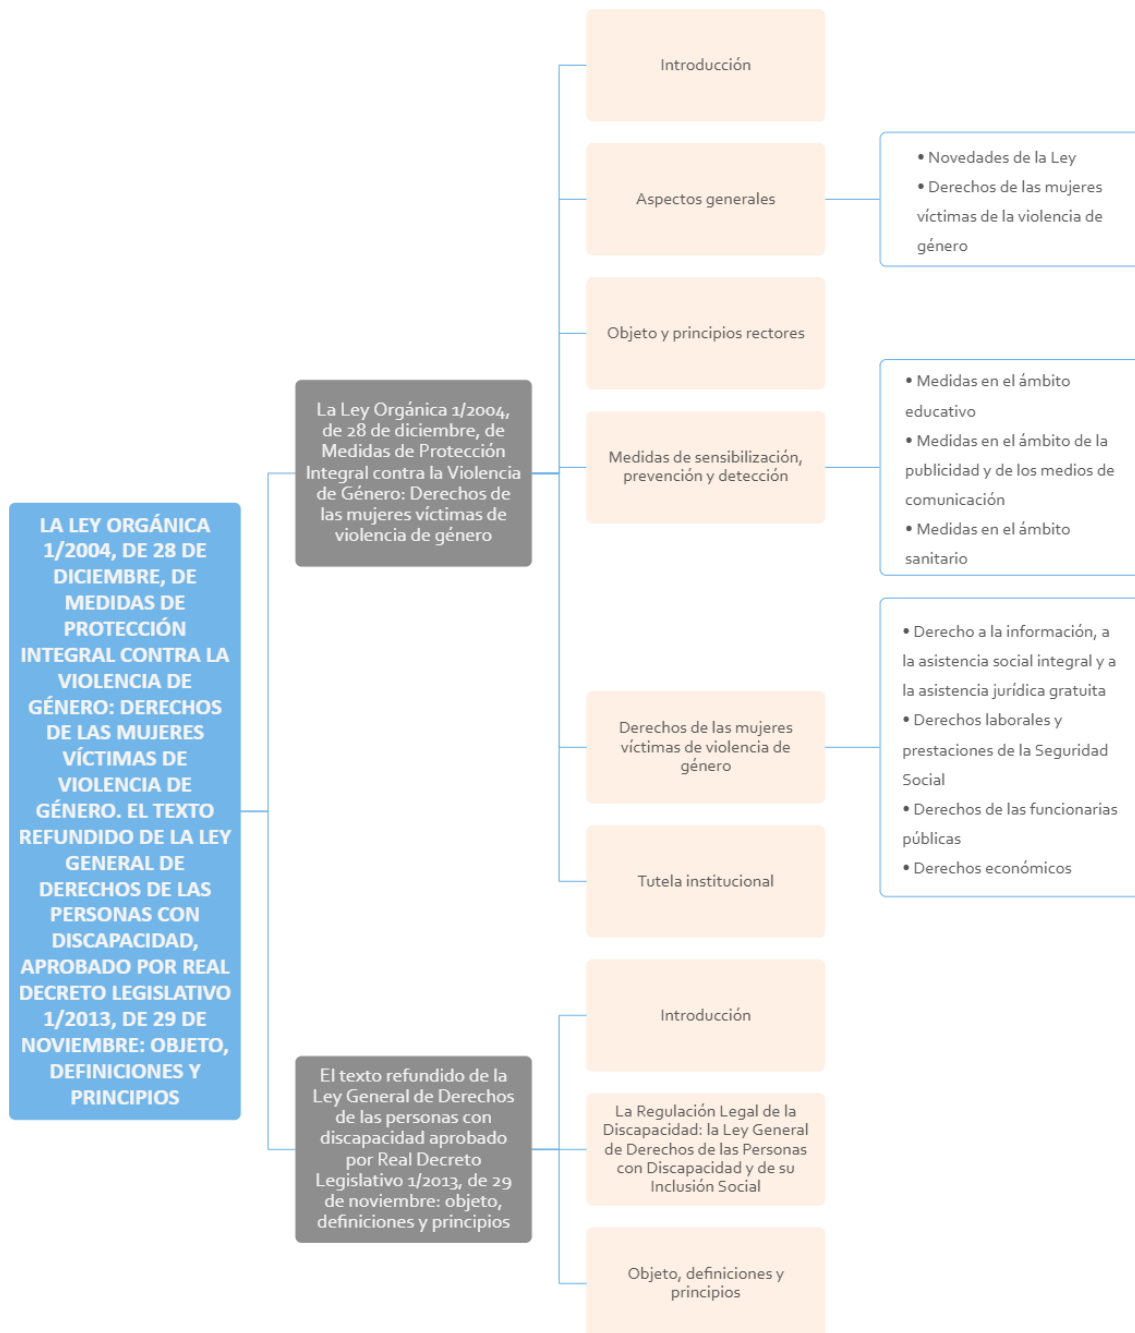 LA LEY ORGÁNICA
1/2004, DE 28 DE
DICIEMBRE, DE
MEDIDAS DE
PROTECCIÓN
INTEGRAL CONTRA LA
VIOLENCIA DE
GÉNERO: DERECHOS
DE LAS MUJERES
VÍCTIMAS DE
VIOLENCIA DE
GÉNERO. EL TEXTO
REFUNDIDO DE LA LEY
GENERAL DE
DERECHOS DE LAS
PERSONAS CON
DISCAPACIDAD,
APROBADO POR REAL
DECRETO LEGISLATIVO
1/2013, DE 29 DE
NOVIEMBRE: OBJETO,
DEFINICIONES Y
PRINCIPIOS
La Ley Orgánica 1/2004,
de 28 de diciembre, de
Medidas de Protección
Integral contra la Violencia
de Género: Derechos de
las mujeres víctimas de
violencia de género
Introducción
Aspectos generales
• Novedades de la Ley
• Derechos de las mujeres
víctimas de la violencia de
género
Objeto y principios rectores
Medidas de sensibilización,
prevención y detección
• Medidas en el ámbito
educativo
• Medidas en el ámbito de la
publicidad y de los medios de
comunicación
• Medidas en el ámbito
sanitario
Derechos de las mujeres
víctimas de violencia de
género
• Derecho a la información, a
la asistencia social integral y a
la asistencia jurídica gratuita
• Derechos laborales y
prestaciones de la Seguridad
Social
• Derechos de las funcionarias
públicas
• Derechos económicos
Tutela institucional
El texto refundido de la
Ley General de Derechos
de las personas con
discapacidad aprobado
por Real Decreto
Legislativo 1/2013, de 29
de noviembre: objeto,
definiciones y principios
Introducción
La Regulación Legal de la
Discapacidad: la Ley General
de Derechos de las Personas
con Discapacidad y de su
Inclusión Social
Objeto, definiciones y
principios